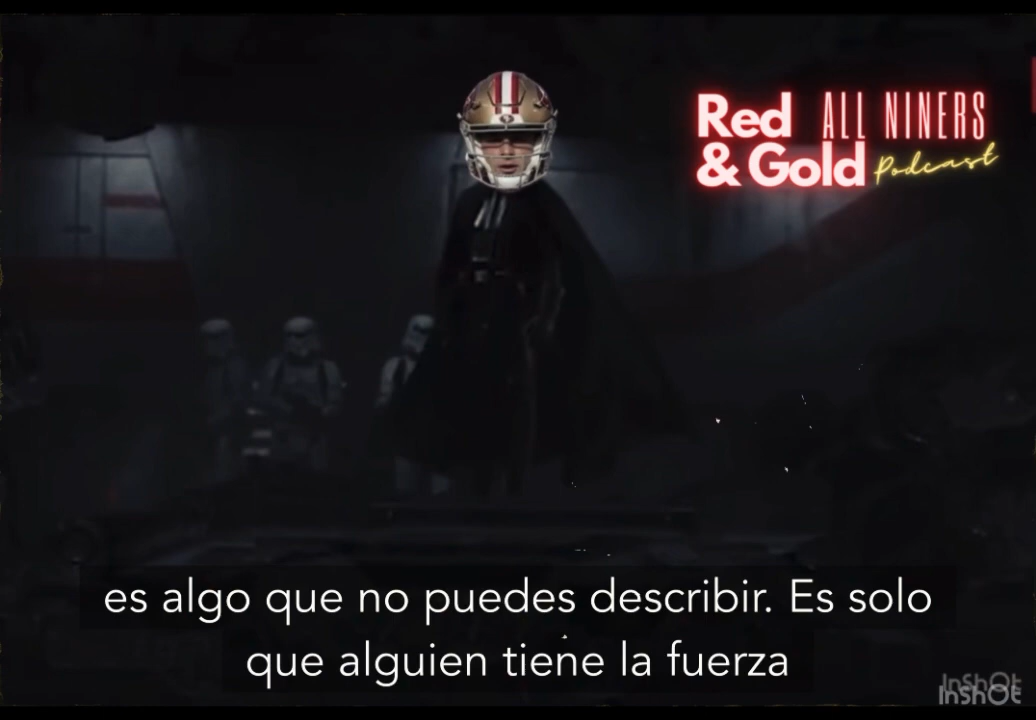 Red ALL NINERS
& Gold Podcast
es algo que no puedes describir. Es solo
que alguien tiene la fuerza
InShOt
InShOt